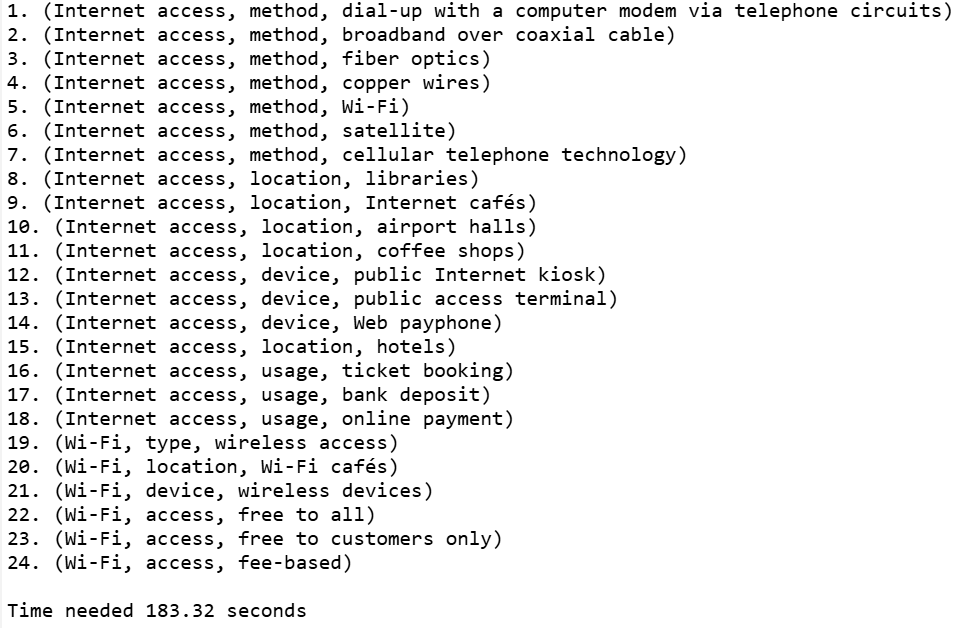 1. (Internet access, method, dial-up with a computer modem via telephone circuits)
2. (Internet access, method, broadband over coaxial cable)
3. (Internet access, method, fiber optics)
4. (Internet access, method, copper wires)
5. (Internet access, method, Wi-Fi)
6. (Internet access, method, satellite)
7. (Internet access, method, cellular telephone technology)
8. (Internet access, location, libraries)
9. (Internet access, location, Internet cafés)
10. (Internet access, location, airport halls)
11. (Internet access, location, coffee shops)
12. (Internet access, device, public Internet kiosk)
13. (Internet access, device, public access terminal)
14. (Internet access, device, Web payphone)
15. (Internet access, location, hotels)
16. (Internet access, usage, ticket booking)
17. (Internet access, usage, bank deposit)
18. (Internet access, usage, online payment)
19. (Wi-Fi, type, wireless access)
20. (Wi-Fi, location, Wi-Fi cafés)
21. (Wi-Fi, device, wireless devices)
22. (Wi-Fi, access, free to all)
23. (Wi-Fi, access, free to customers only)
24. (Wi-Fi, access, fee-based)
Time needed 183.32 seconds